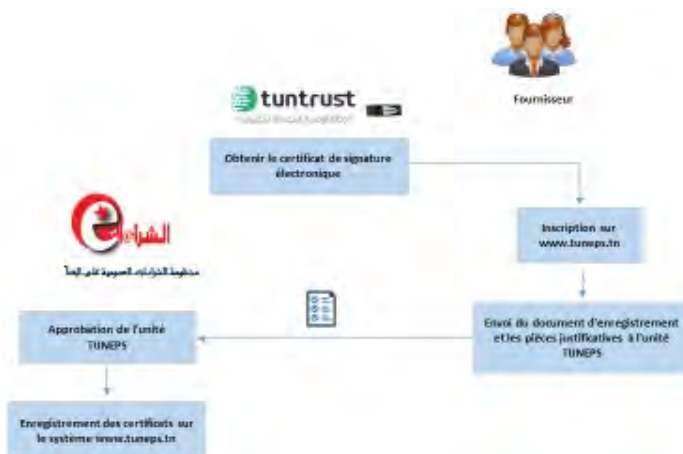 tuntrust
Fournisseur
Obtenir le certificat de signature
électronique
الشراء
Inscription sur
www.tuneps.tn
منظومة الشراءات العمومية على الخط
Approbation de l'unité
TUNEPS
Envoi du document d'enregistrement
et les pièces justificatives à l'unité
TUNEPS
Enregistrement des certificats sur
le système www.tuneps.tn